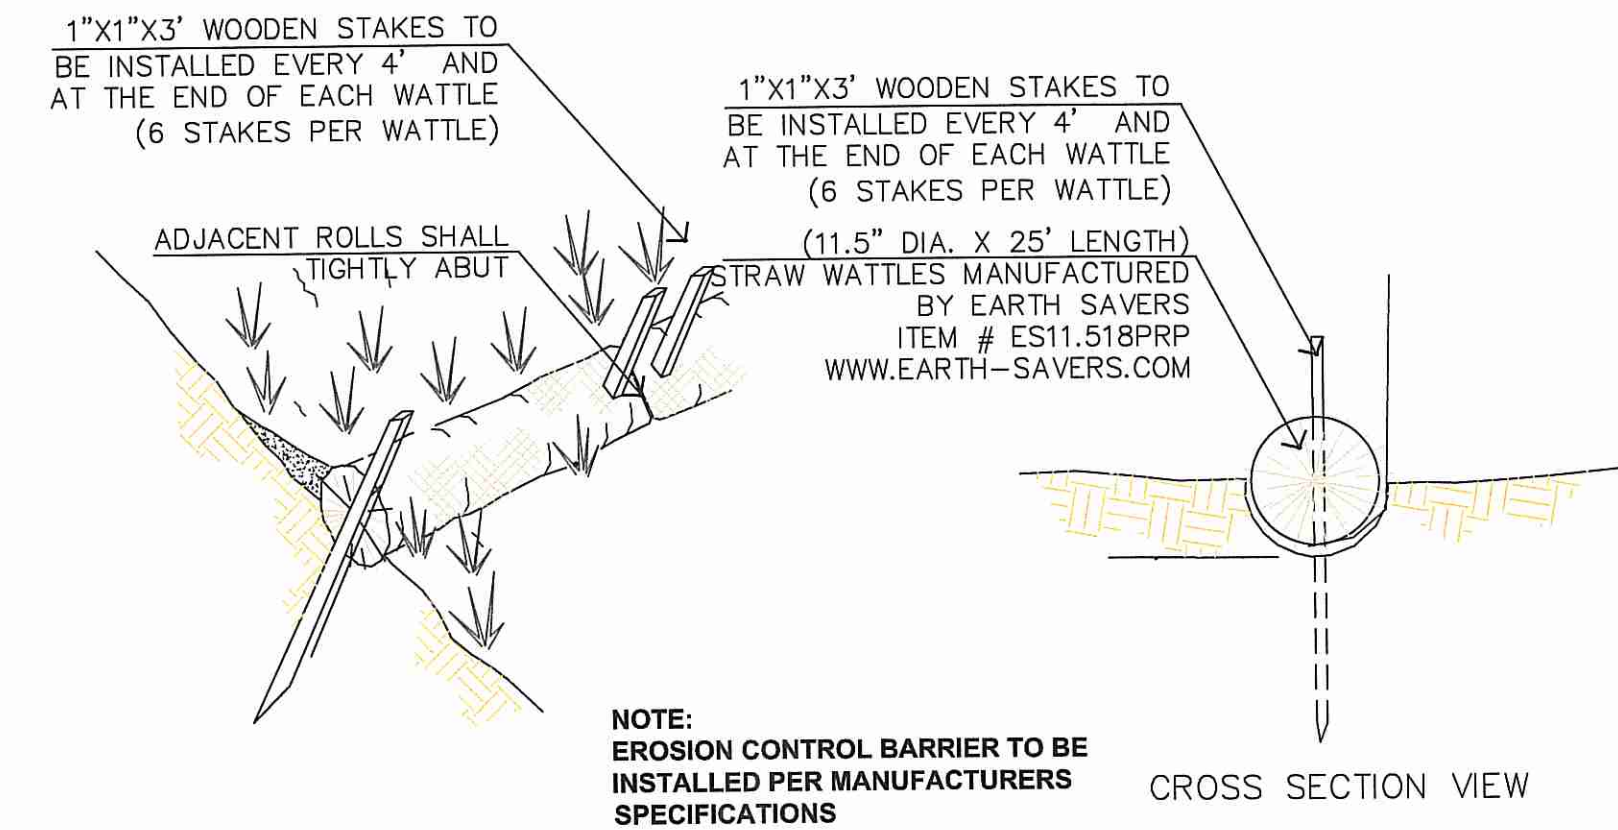 1"X1"X3' WOODEN STAKES TO
BE INSTALLED EVERY 4' AND
AT THE END OF EACH WATTLE
(6 STAKES PER WATTLE)
ADJACENT ROLLS SHALL
TIGHTLY ABUT
1"X1"X3' WOODEN STAKES TO
BE INSTALLED EVERY 4' AND
AT THE END OF EACH WATTLE
(6 STAKES PER WATTLE)
(11.5" DIA. X 25' LENGTH)
STRAW WATTLES MANUFACTURED
BY EARTH SAVERS
ITEM # ES11.518PRP
WWW.EARTH-SAVERS.COM
NOTE:
EROSION CONTROL BARRIER TO BE
INSTALLED PER MANUFACTURERS
SPECIFICATIONS
CROSS SECTION VIEW